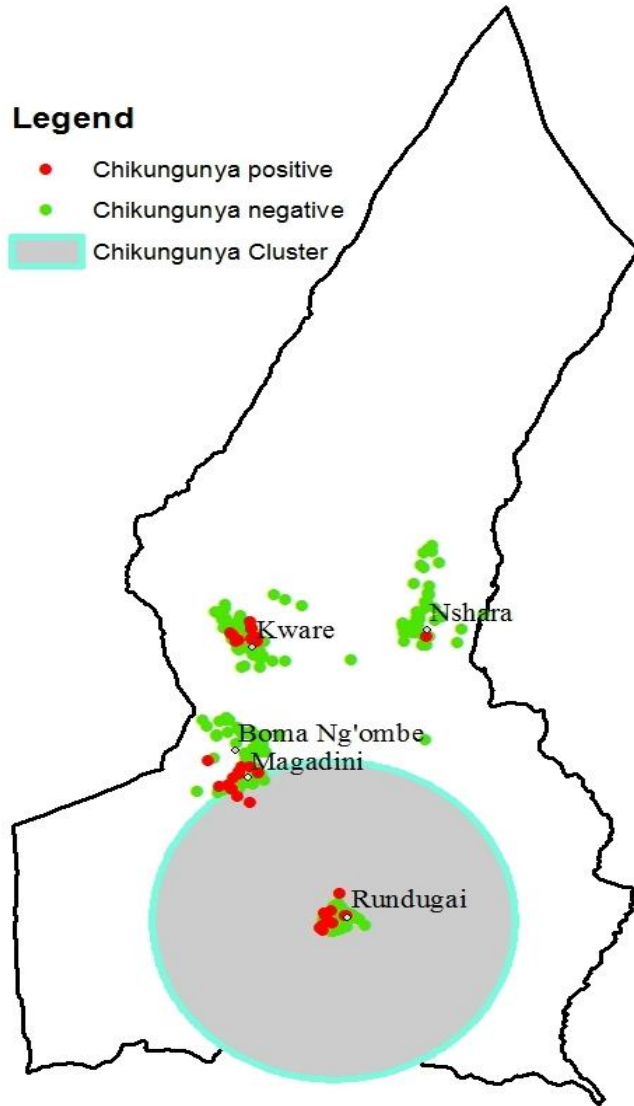 Legend
Chikungunya positive
Chikungunya negative
Chikungunya Cluster
Nshara
Kware
Boma Ng'ombe
Magadini
Rundugai